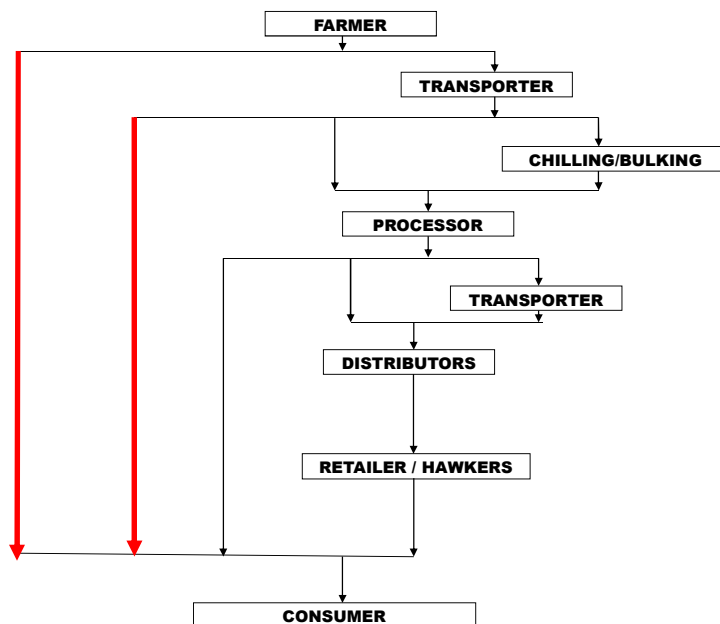 FARMER
TRANSPORTER
CHILLING/BULKING
PROCESSOR
TRANSPORTER
DISTRIBUTORS
RETAILER / HAWKERS
CONSUMER